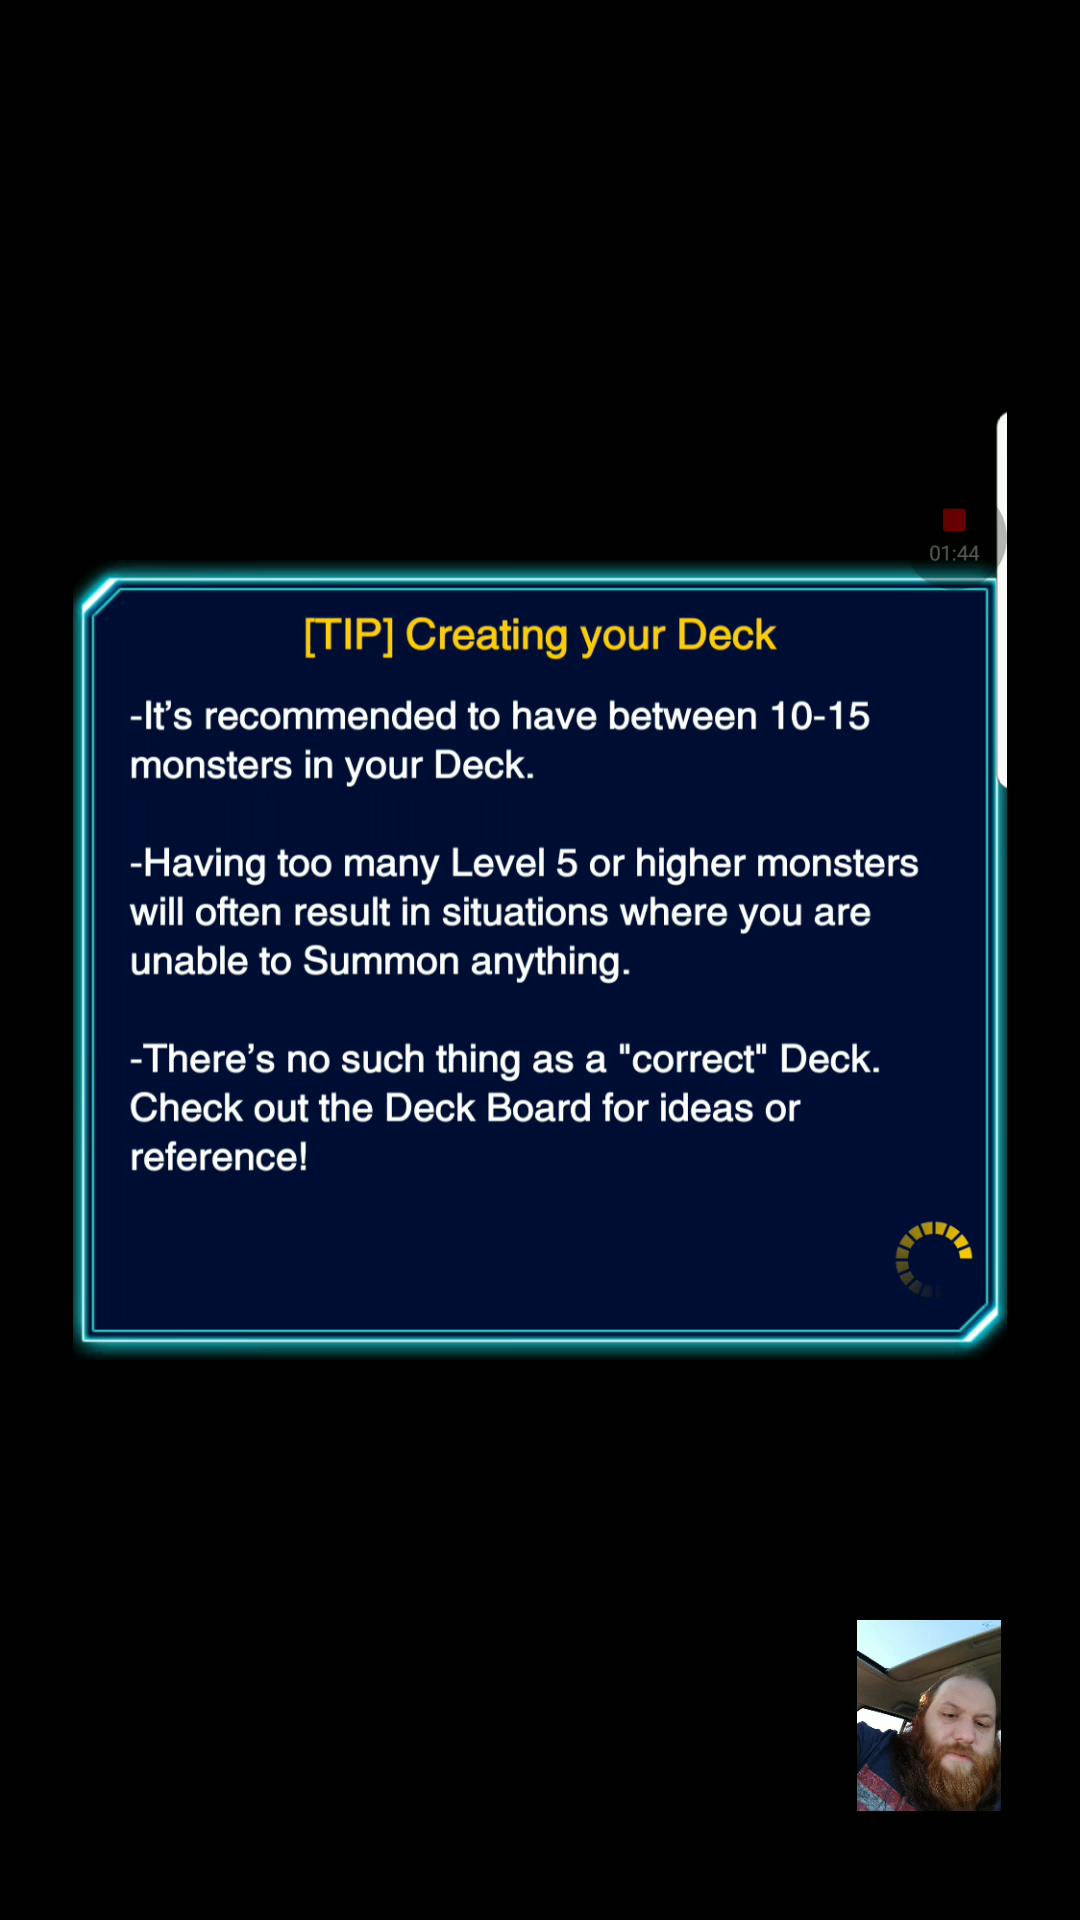 01:44
[TIP] Creating your Deck
-It’s recommended to have between 10-15
monsters in your Deck.
-Having too many Level 5 or higher monsters
will often result in situations where you are
unable to Summon anything.
-There’s no such thing as a "correct" Deck.
Check out the Deck Board for ideas or
reference!